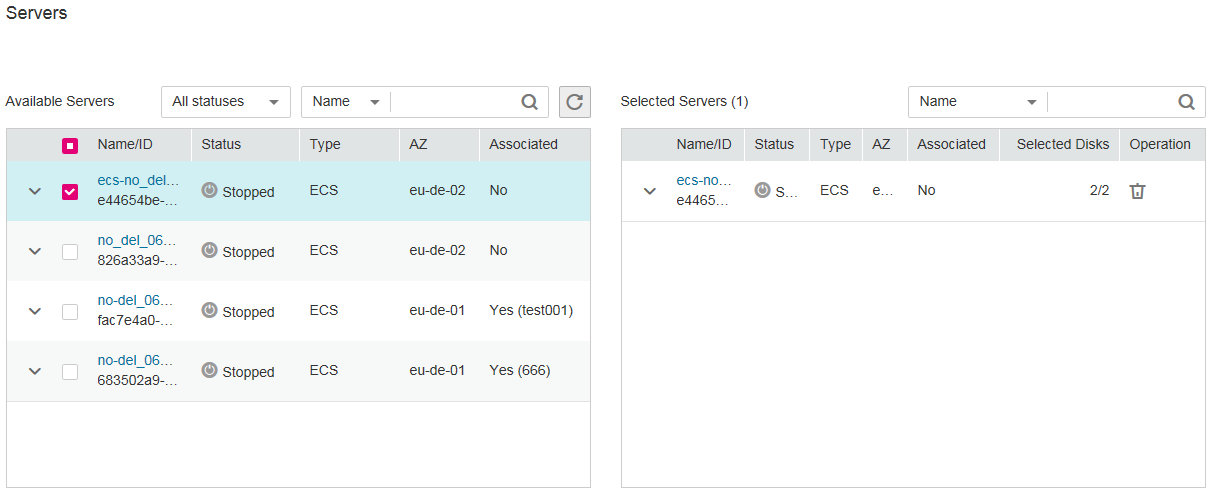 Servers
Available Servers All statuses Name
Name/ID Status Type AZ Associated
ecs-no_del...
e44654be-... Stopped ECS eu-de-02 No
no_del_06...
826a33a9-... Stopped ECS eu-de-02 No
no-del_06...
fac7e4a0-... Stopped ECS eu-de-01 Yes (test001)
no-del_06...
683502a9-... Stopped ECS eu-de-01 Yes (666)
Selected Servers (1) Name
Name/ID Status Type AZ Associated Selected Disks Operation
ecs-no...
e4465... S... ECS e... No 2/2